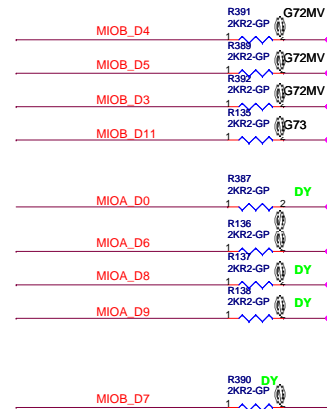 R391 G72MV
2KR2-GP
MIOB_D4 1
R389 G72MV
2KR2-GP
MIOB_D5 1
R392 G72MV
2KR2-GP
MIOB_D3 1
R135 G73
2KR2-GP
MIOB_D11 1
R387
2KR2-GP DY
MIOA_D0 1 2
R136
2KR2-GP
MIOA_D6 1
R137
2KR2-GP DY
MIOA_D8 1
R138
2KR2-GP DY
MIOA_D9 1
R390 DY
2KR2-GP
MIOB_D7 1